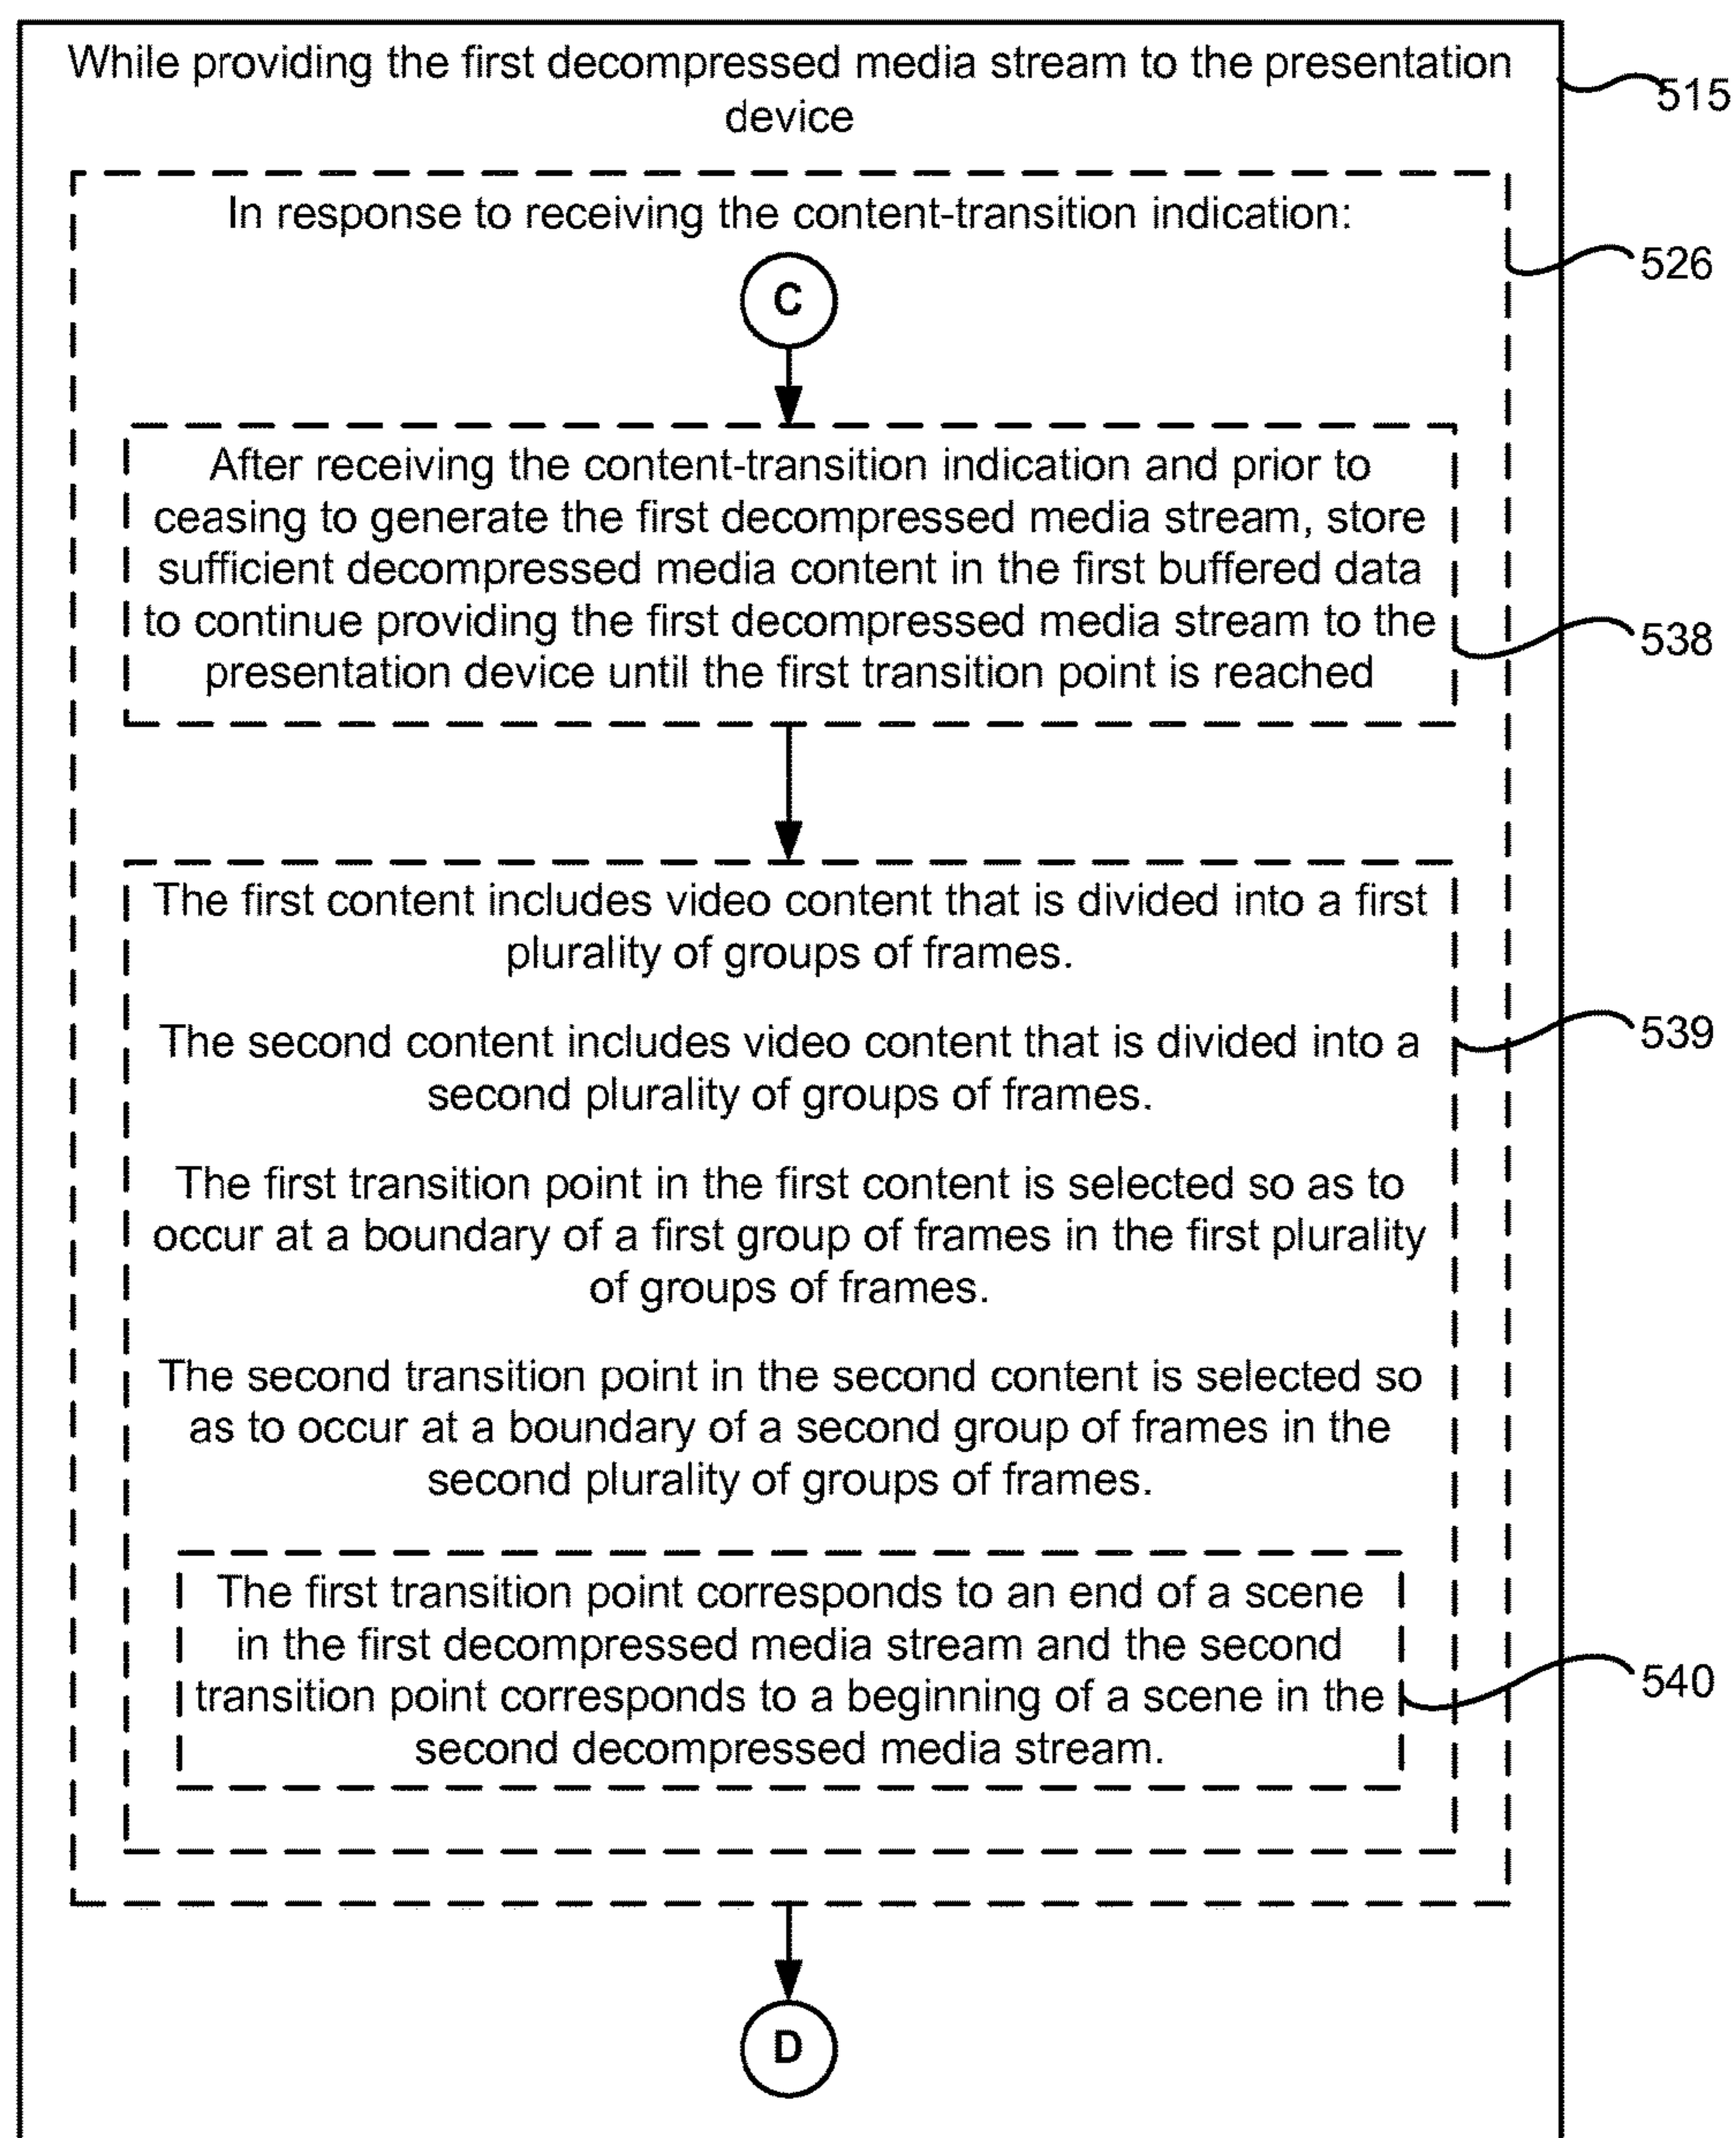 While providing the first decompressed media stream to the presentation
device
515
In response to receiving the content-transition indication:
526
C
After receiving the content-transition indication and prior to
ceasing to generate the first decompressed media stream, store
sufficient decompressed media content in the first buffered data
to continue providing the first decompressed media stream to the
presentation device until the first transition point is reached
538
The first content includes video content that is divided into a first
plurality of groups of frames.
The second content includes video content that is divided into a
second plurality of groups of frames.
539
The first transition point in the first content is selected so as to
occur at a boundary of a first group of frames in the first plurality
of groups of frames.
The second transition point in the second content is selected so
as to occur at a boundary of a second group of frames in the
second plurality of groups of frames.
The first transition point corresponds to an end of a scene
in the first decompressed media stream and the second
transition point corresponds to a beginning of a scene in the
second decompressed media stream.
540
D